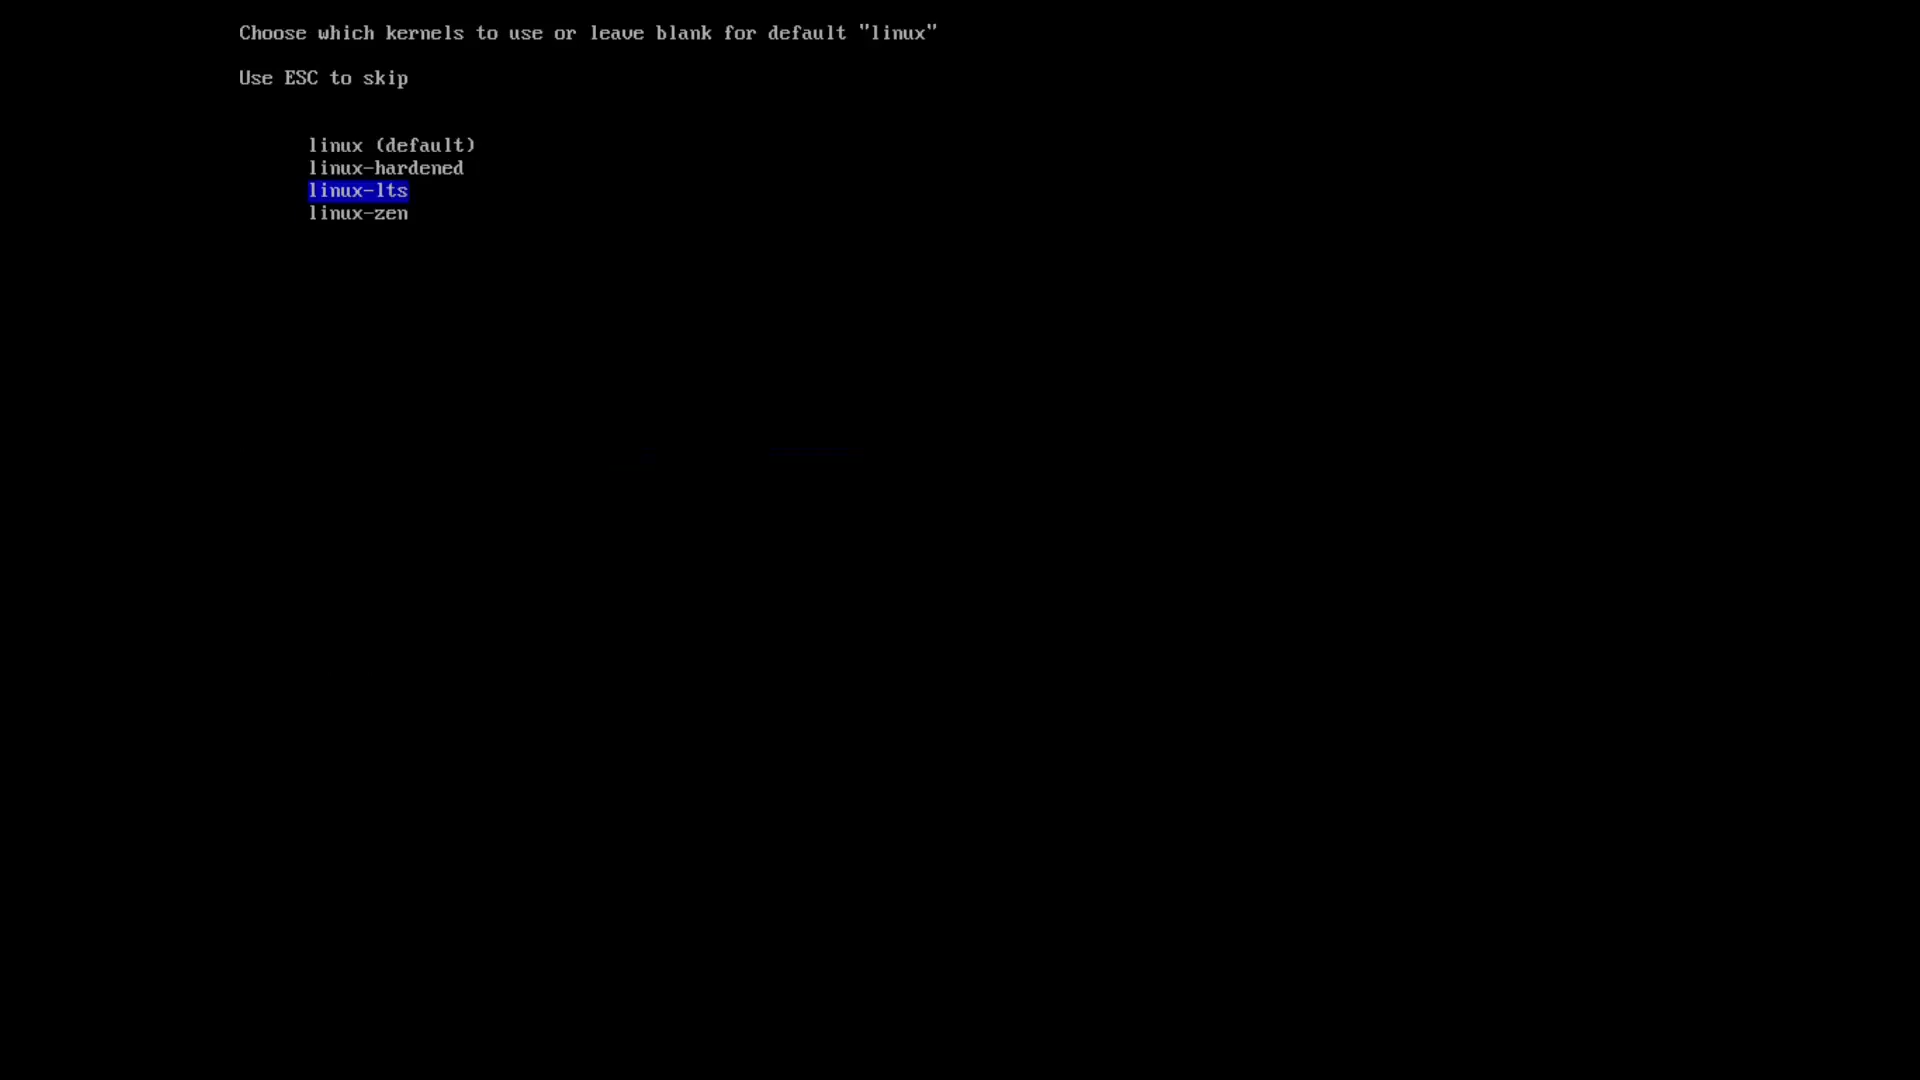 Choose which kernels to use or leave blank for default "linux"
Use ESC to skip
linux (default)
linux-hardened
linux-lts
linux-zen